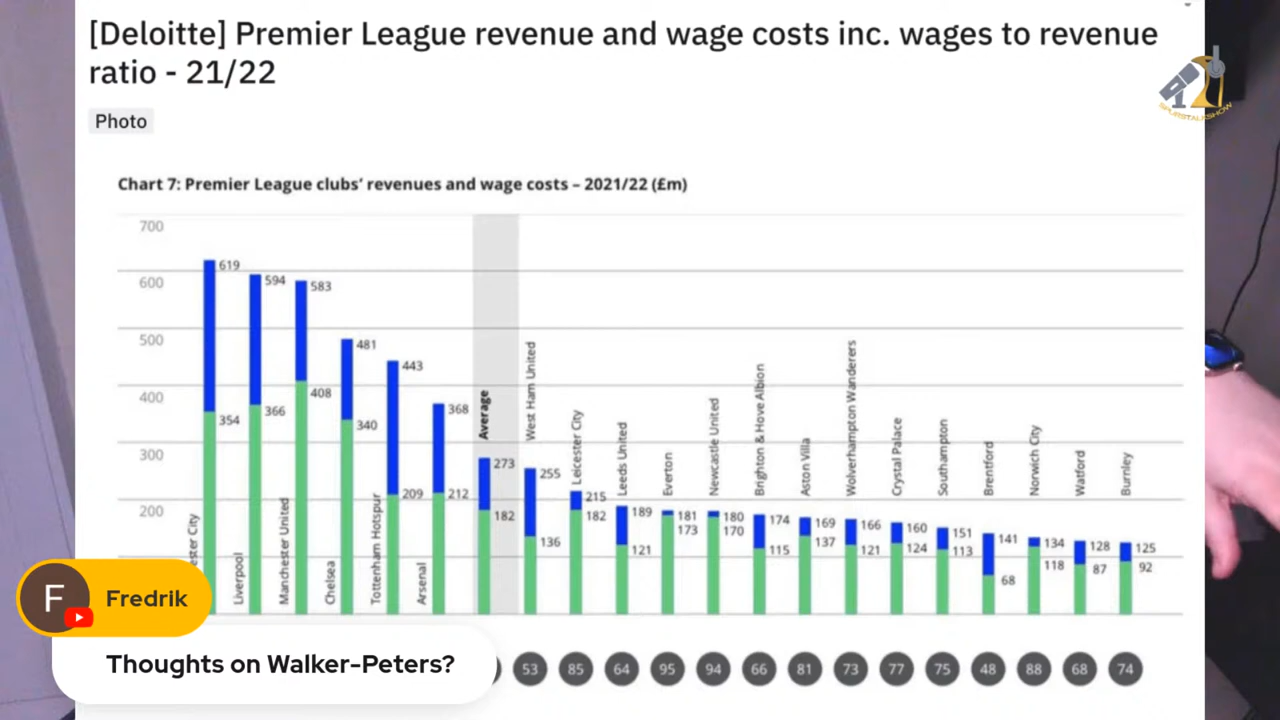 [Deloitte] Premier League revenue and wage costs inc. wages to revenue
ratio - 21/22
Photo
SPURSTALKSHOW
Chart 7: Premier League clubs' revenues and wage costs – 2021/22 (£m)
700
600
500
400
300
200
619
354
594
366
583
408
481
340
443
209
368
212
273
182
255
136
215
182
189
121
181
173
180
170
174
115
169
137
166
121
160
124
151
113
141
68
134
118
128
87
125
92
Liverpool
Manchester United
Chelsea
Tottenham Hotspur
Arsenal
Average
West Ham United
Leicester City
Leeds United
Everton
Newcastle United
Brighton & Hove Albion
Aston Villa
Wolverhampton Wanderers
Crystal Palace
Southampton
Brentford
Norwich City
Watford
Burnley
F
Fredrik
Thoughts on Walker-Peters?
53 85 64 95 94 66 81 73 77 75 48 88 68 74